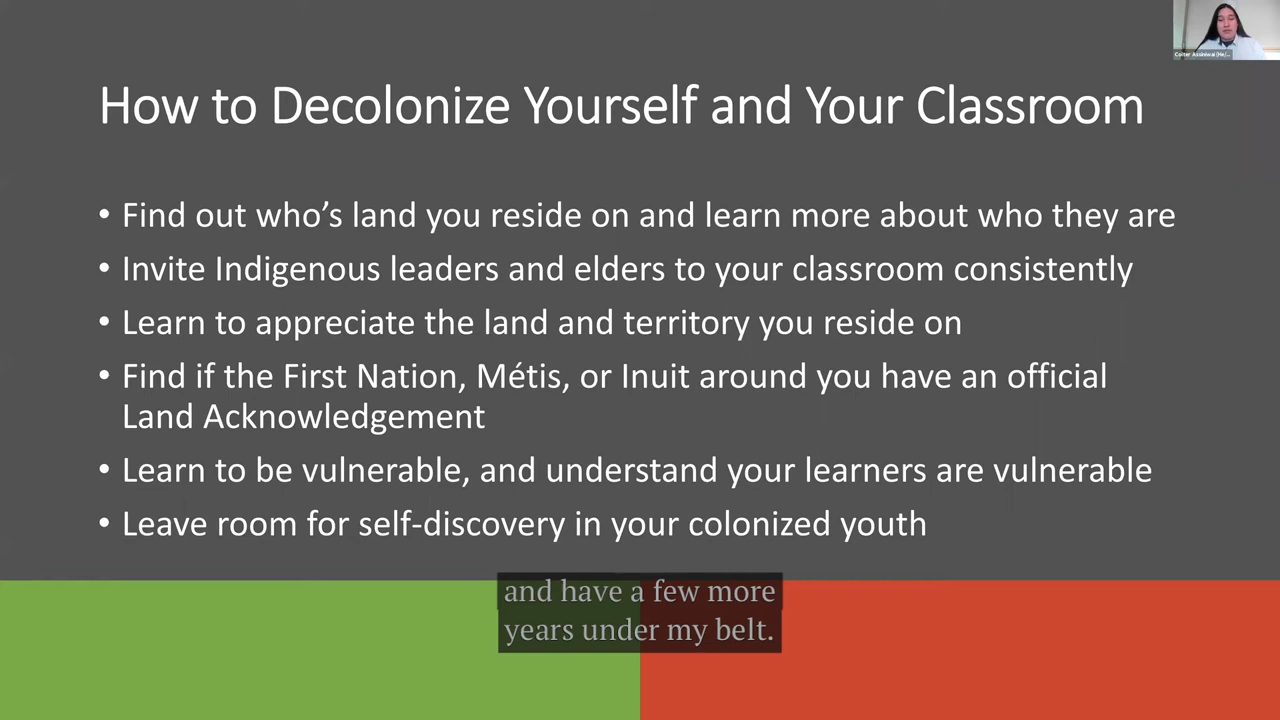 Colter Assiniwai (He/...
How to Decolonize Yourself and Your Classroom
• Find out who’s land you reside on and learn more about who they are
• Invite Indigenous leaders and elders to your classroom consistently
• Learn to appreciate the land and territory you reside on
• Find if the First Nation, Métis, or Inuit around you have an official
Land Acknowledgement
• Learn to be vulnerable, and understand your learners are vulnerable
• Leave room for self-discovery in your colonized youth
and have a few more
years under my belt.